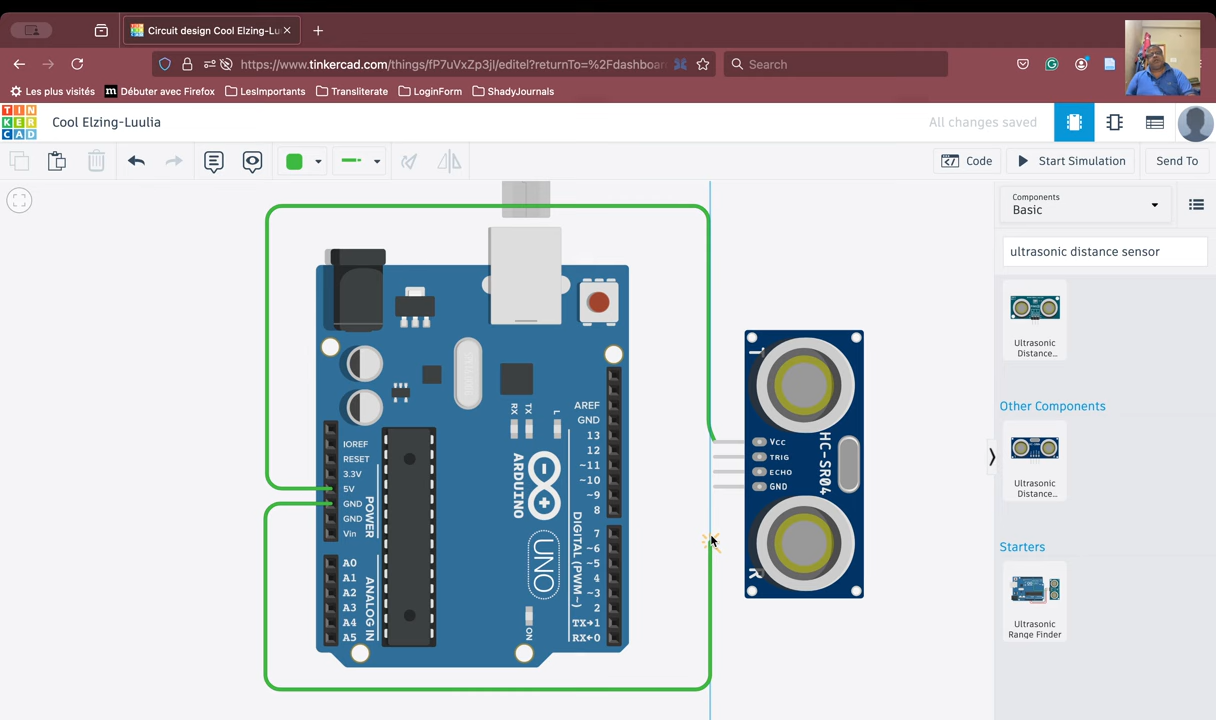 Circuit design Cool Elzing-Lu
https://www.tinkercad.com/things/fP7uVxZp3jl/editel?returnTo=%2Fdashboar
Search
Les plus visités
Débuter avec Firefox
LesImportants
Transliterate
LoginForm
ShadyJournals
TINKERCAD
Cool Elzing-Luulia
All changes saved
Code
Start Simulation
Send To
Components
Basic
ultrasonic distance sensor
Ultrasonic
Distance...
Other Components
Ultrasonic
Distance...
Starters
Ultrasonic
Range Finder
RX
TX
L
AREF
GND
13
12
~11
~10
~9
8
7
~6
~5
4
~3
2
TX→1
RX←0
DIGITAL (PWM~)
ARDUINO
UNO
ON
IOREF
RESET
3.3V
5V
GND
GND
Vin
POWER
A0
A1
A2
A3
A4
A5
ANALOG IN
T
Vcc
TRIG
ECHO
GND
HC-SR04
R